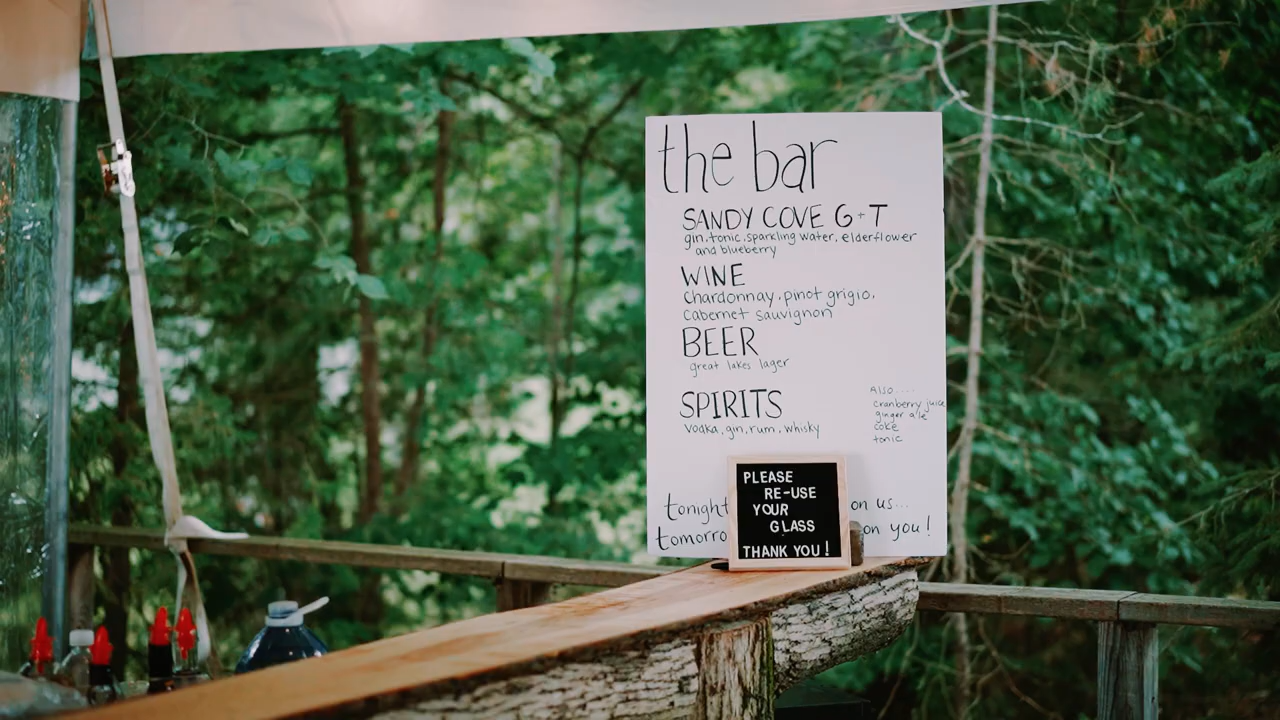 the bar
SANDY COVE G+T
gin, tonic, sparkling water, elderflower
and blueberry
WINE
Chardonnay, pinot grigio,
Cabernet Sauvignon
BEER
great lakes lager
SPIRITS
Vodka, gin, rum, whisky
Also....
cranberry juice
ginger ale
coke
tonic
tonight on us...
tomorro on you!
PLEASE
RE-USE
YOUR
GLASS
THANK YOU!